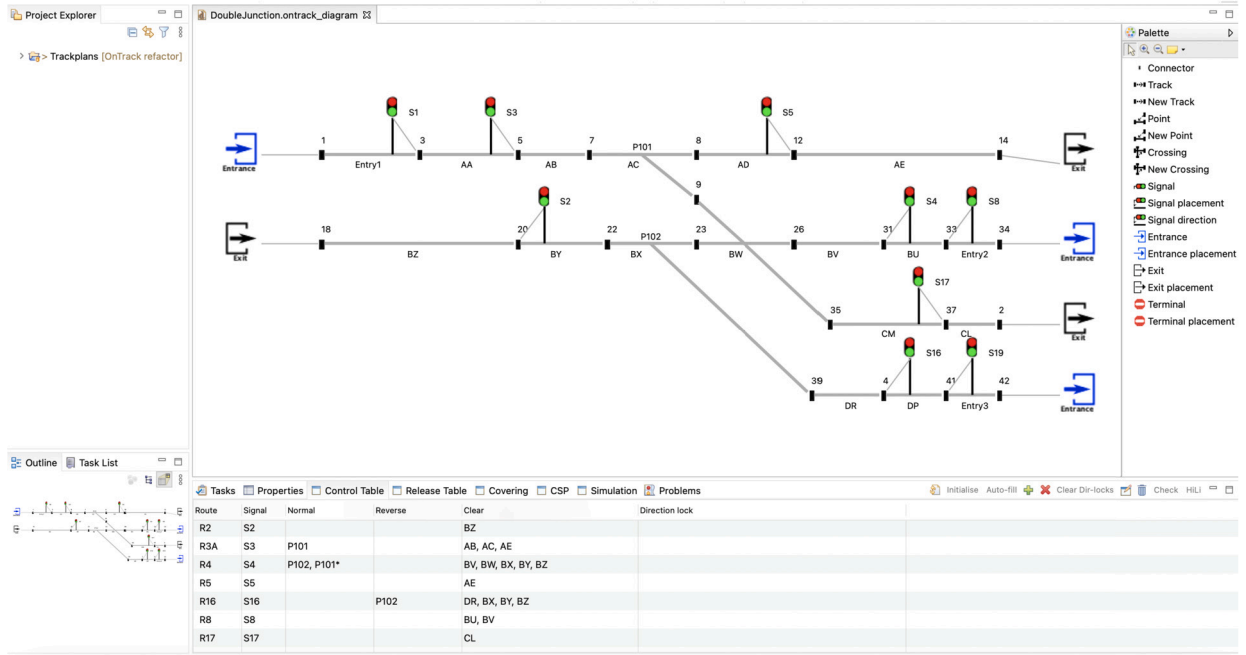 Project Explorer
DoubleJunction.ontrack_diagram
> Trackplans [OnTrack refactor]
Palette
Connector
Track
New Track
Point
New Point
Crossing
New Crossing
Signal
Signal placement
Signal direction
Entrance
Entrance placement
Exit
Exit placement
Terminal
Terminal placement
S1 S3 S5
1 3 5 7 P101 8 12 14
Entrance Entry1 AA AB AC AD AE Exit
9
S2 S4 S8
18 20 22 P102 23 26 31 33 34
Exit BZ BY BX BW BV BU Entry2 Entrance
S17
35 37 2
CM CL Exit
S16 S19
39 4 41 42
DR DP Entry3 Entrance
Outline Task List
Tasks Properties Control Table Release Table Covering CSP Simulation Problems
Initialise Auto-fill Clear Dir-locks Check HiLi
Route Signal Normal Reverse Clear Direction lock
R2 S2 BZ
R3A S3 P101 AB, AC, AE
R4 S4 P102, P101* BV, BW, BX, BY, BZ
R5 S5 AE
R16 S16 P102 DR, BX, BY, BZ
R8 S8 BU, BV
R17 S17 CL